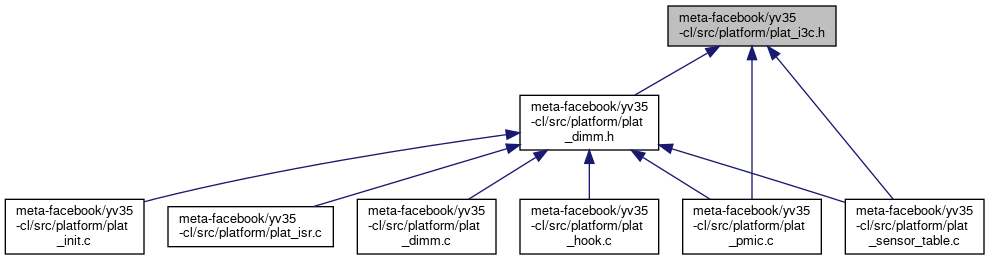 meta-facebook/yv35
-cl/src/platform/plat_i3c.h
meta-facebook/yv35
-cl/src/platform/plat
_dimm.h
meta-facebook/yv35
-cl/src/platform/plat
_init.c
meta-facebook/yv35
-cl/src/platform/plat_isr.c
meta-facebook/yv35
-cl/src/platform/plat
_dimm.c
meta-facebook/yv35
-cl/src/platform/plat
_hook.c
meta-facebook/yv35
-cl/src/platform/plat
_pmic.c
meta-facebook/yv35
-cl/src/platform/plat
_sensor_table.c